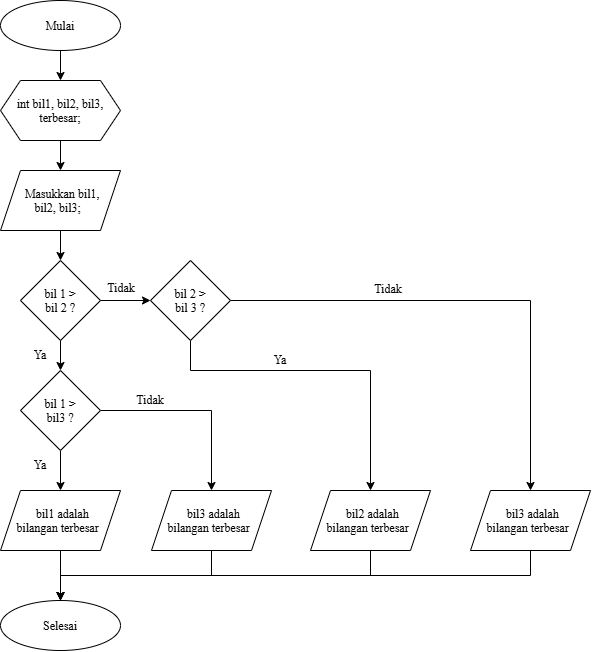 Mulai
int bil1, bil2, bil3,
terbesar;
Masukkan bil1,
bil2, bil3;
bil 1 >
bil 2 ?
Tidak
bil 2 >
bil 3 ?
Tidak
Ya
Ya
bil 1 >
bil3 ?
Tidak
Ya
bil1 adalah
bilangan terbesar
bil3 adalah
bilangan terbesar
bil2 adalah
bilangan terbesar
bil3 adalah
bilangan terbesar
Selesai